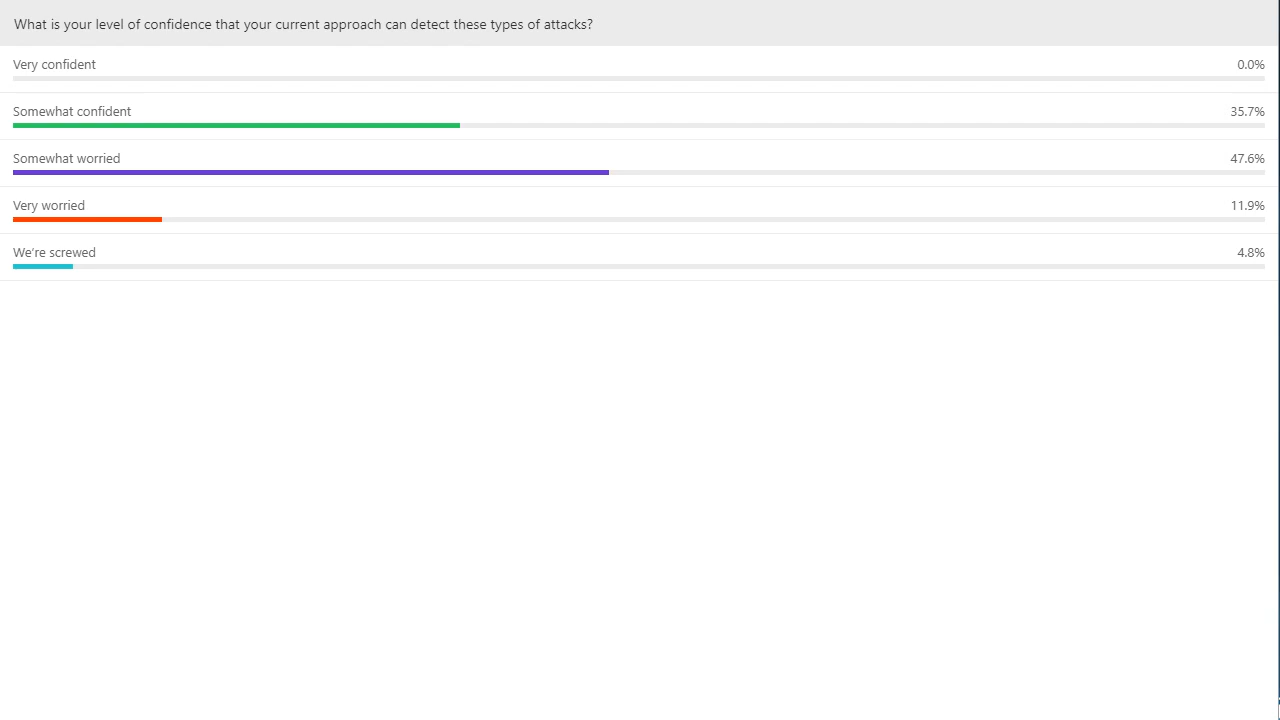 What is your level of confidence that your current approach can detect these types of attacks?
Very confident 0.0%
Somewhat confident 35.7%
Somewhat worried 47.6%
Very worried 11.9%
We're screwed 4.8%